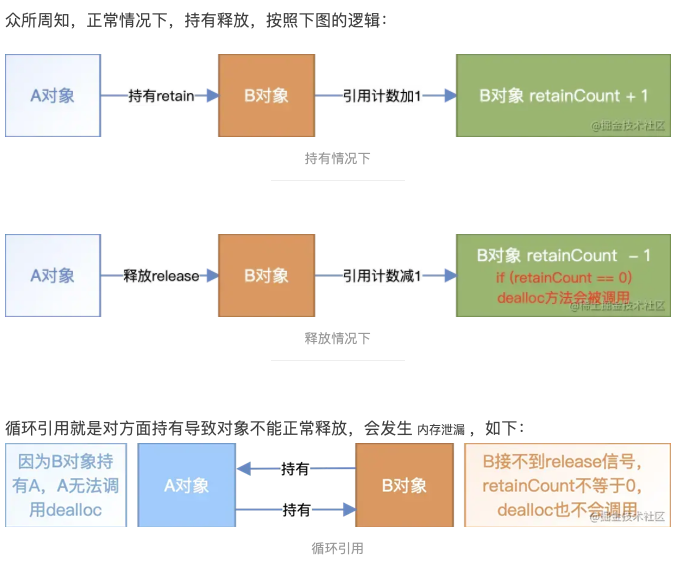 众所周知，正常情况下，持有释放，按照下图的逻辑：
A对象
持有retain
B对象
引用计数加1
B对象 retainCount + 1
@掘金技术社区
持有情况下
A对象
释放release
B对象
引用计数减1
B对象 retainCount － 1
if (retainCount == 0)
dealloc方法会被调用
@稀土掘金技术社区
释放情况下
循环引用就是对方面持有导致对象不能正常释放，会发生 内存泄漏 ，如下：
因为B对象持
有A，A无法调
用dealloc
A对象
持有
持有
B对象
B接不到release信号，
retainCount不等于0，
dealloc也不会调用
@掘金技术社区
循环引用